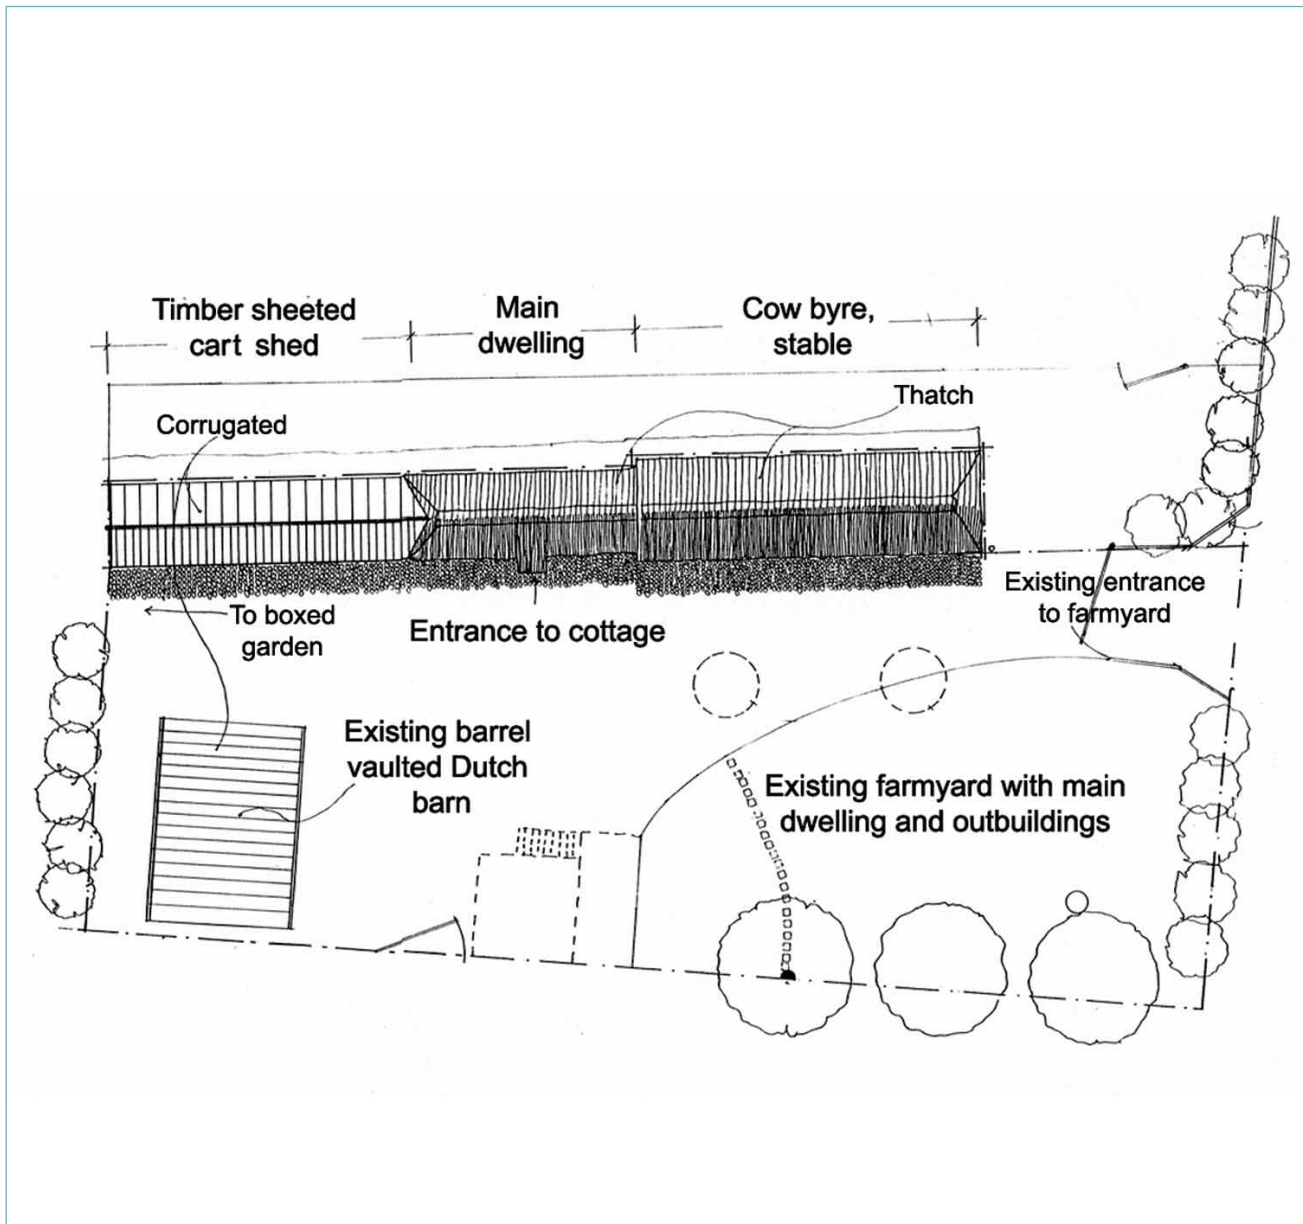 Timber sheeted
cart shed
Main
dwelling
Cow byre,
stable
Thatch
Corrugated
To boxed
garden
Entrance to cottage
Existing entrance
to farmyard
Existing barrel
vaulted Dutch
barn
Existing farmyard with main
dwelling and outbuildings